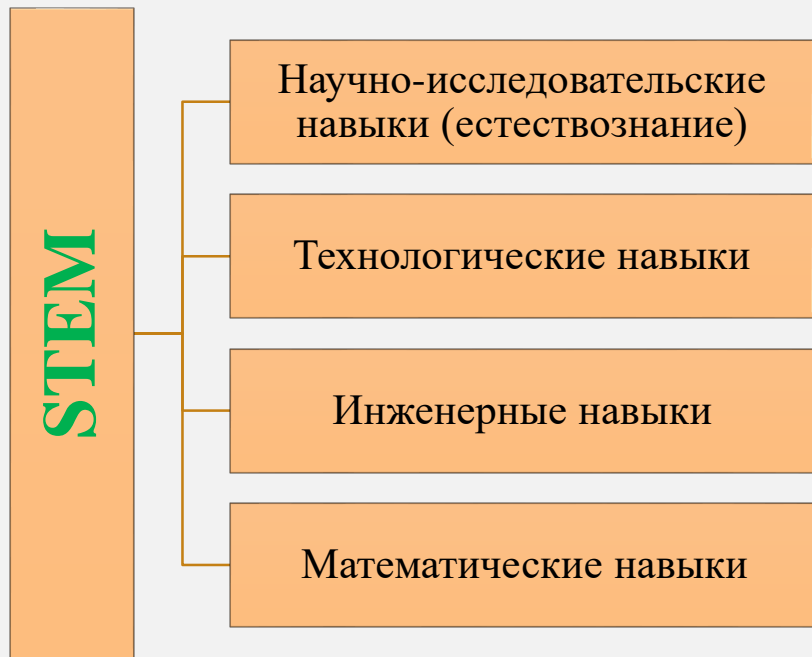 STEM
Научно-исследовательские
навыки (естествознание)
Технологические навыки
Инженерные навыки
Математические навыки